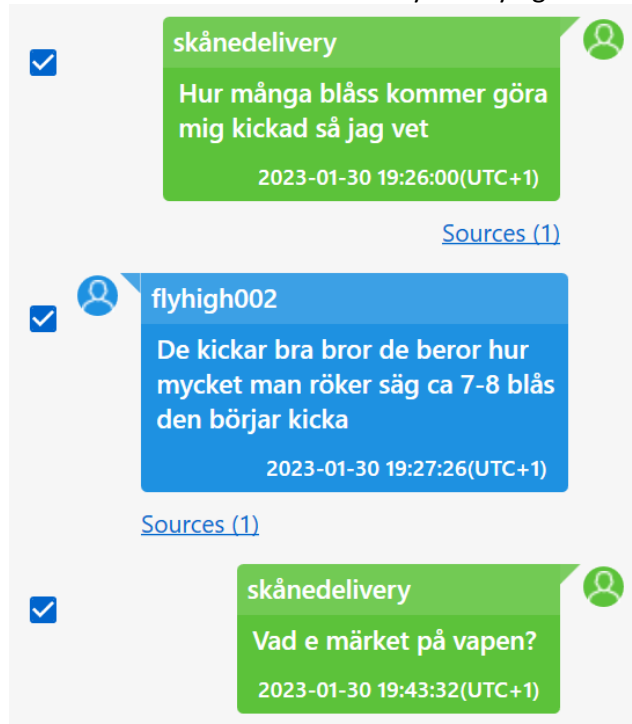 skånedelivery
Hur många blåss kommer göra
mig kickad så jag vet
2023-01-30 19:26:00(UTC+1)
Sources (1)
flyhigh002
De kickar bra bror de beror hur
mycket man röker säg ca 7-8 blås
den börjar kicka
2023-01-30 19:27:26(UTC+1)
Sources (1)
skånedelivery
Vad e märket på vapen?
2023-01-30 19:43:32(UTC+1)